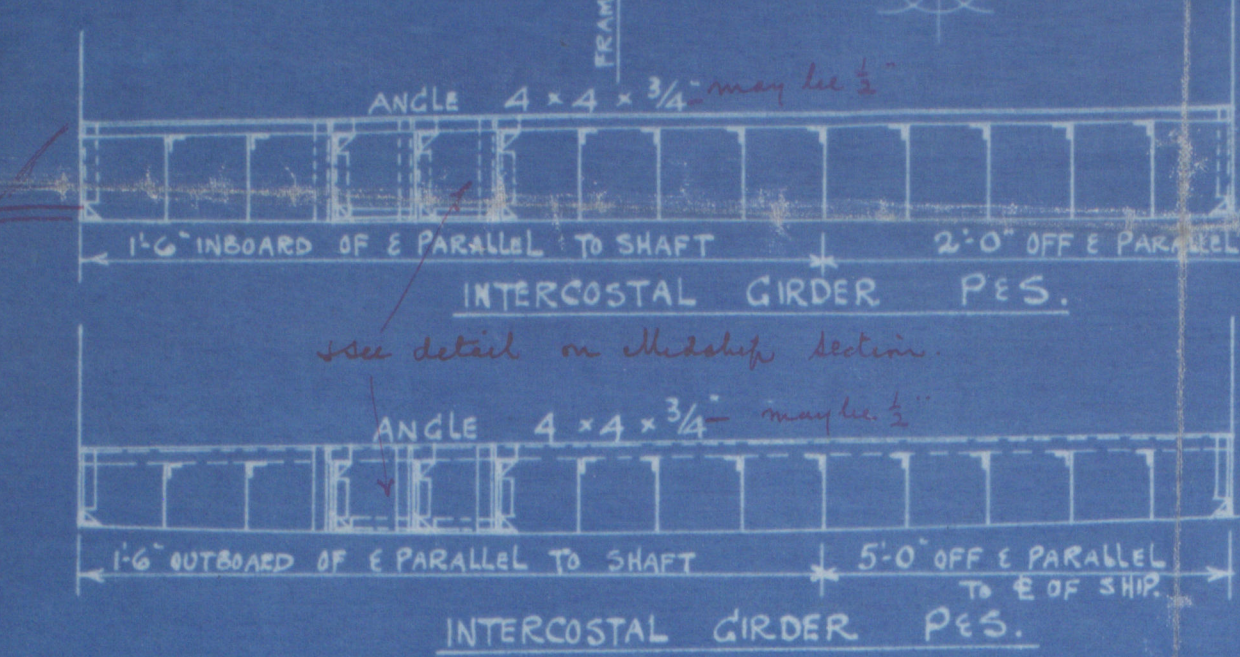 FRAM
ANGLE 4 × 4 × 3/4" may be 1/2"
1'-6" INBOARD OF & PARALLEL TO SHAFT 2'-0" OFF & PARALLEL
INTERCOSTAL GIRDER P&S.
see detail on Midship section.
ANGLE 4 × 4 × 3/4" may be 1/2"
1'-6" OUTBOARD OF & PARALLEL TO SHAFT 5'-0" OFF & PARALLEL
TO ℄ OF SHIP.
INTERCOSTAL GIRDER P&S.